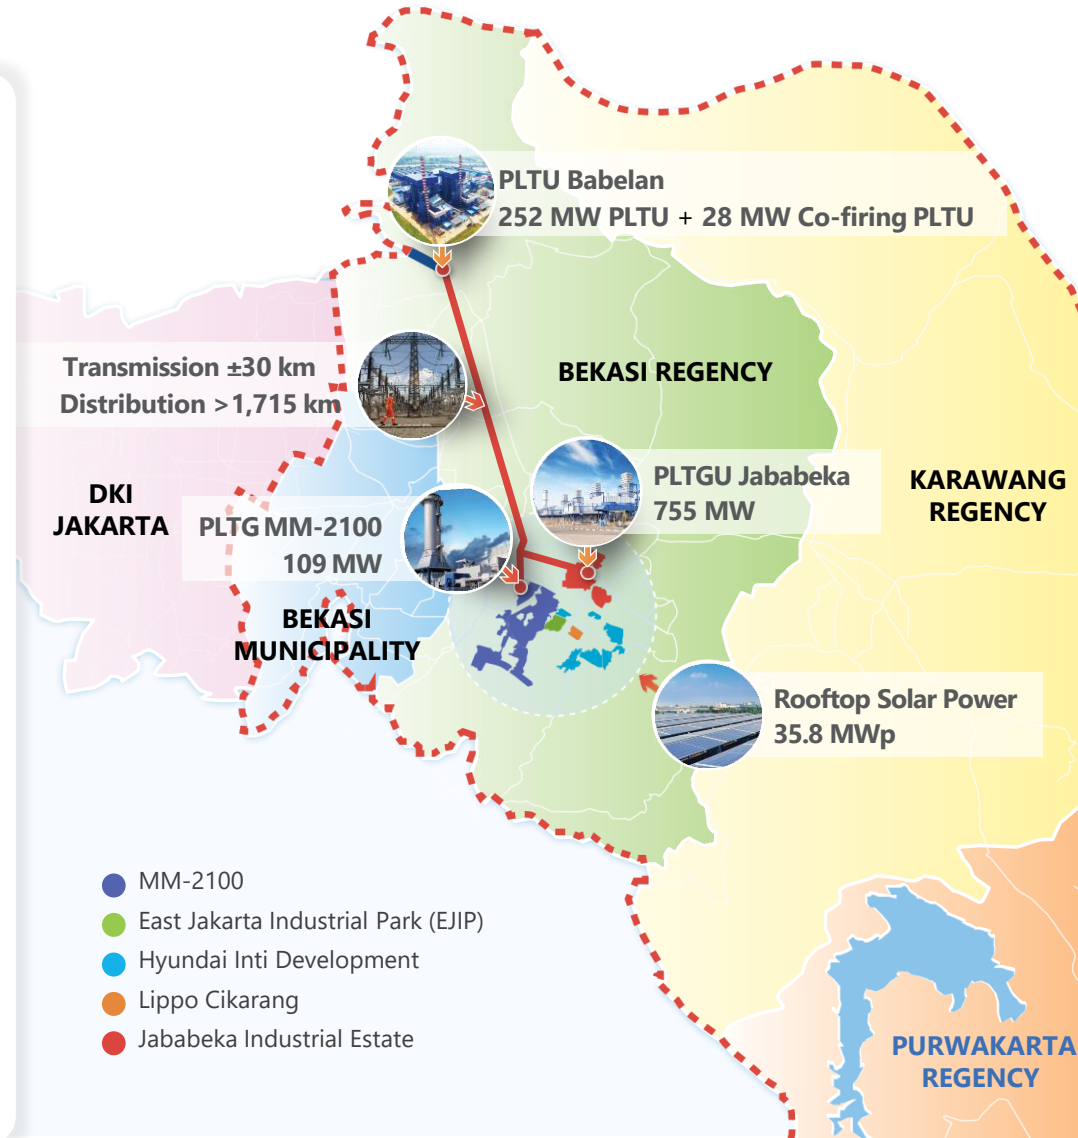 PLTU Babelan
252 MW PLTU + 28 MW Co-firing PLTU
Transmission ±30 km
Distribution >1,715 km
BEKASI REGENCY
PLTGU Jababeka
755 MW
KARAWANG
REGENCY
DKI
JAKARTA
PLTG MM-2100
109 MW
BEKASI
MUNICIPALITY
Rooftop Solar Power
35.8 MWp
MM-2100
East Jakarta Industrial Park (EJIP)
Hyundai Inti Development
Lippo Cikarang
Jababeka Industrial Estate
PURWAKARTA
REGENCY